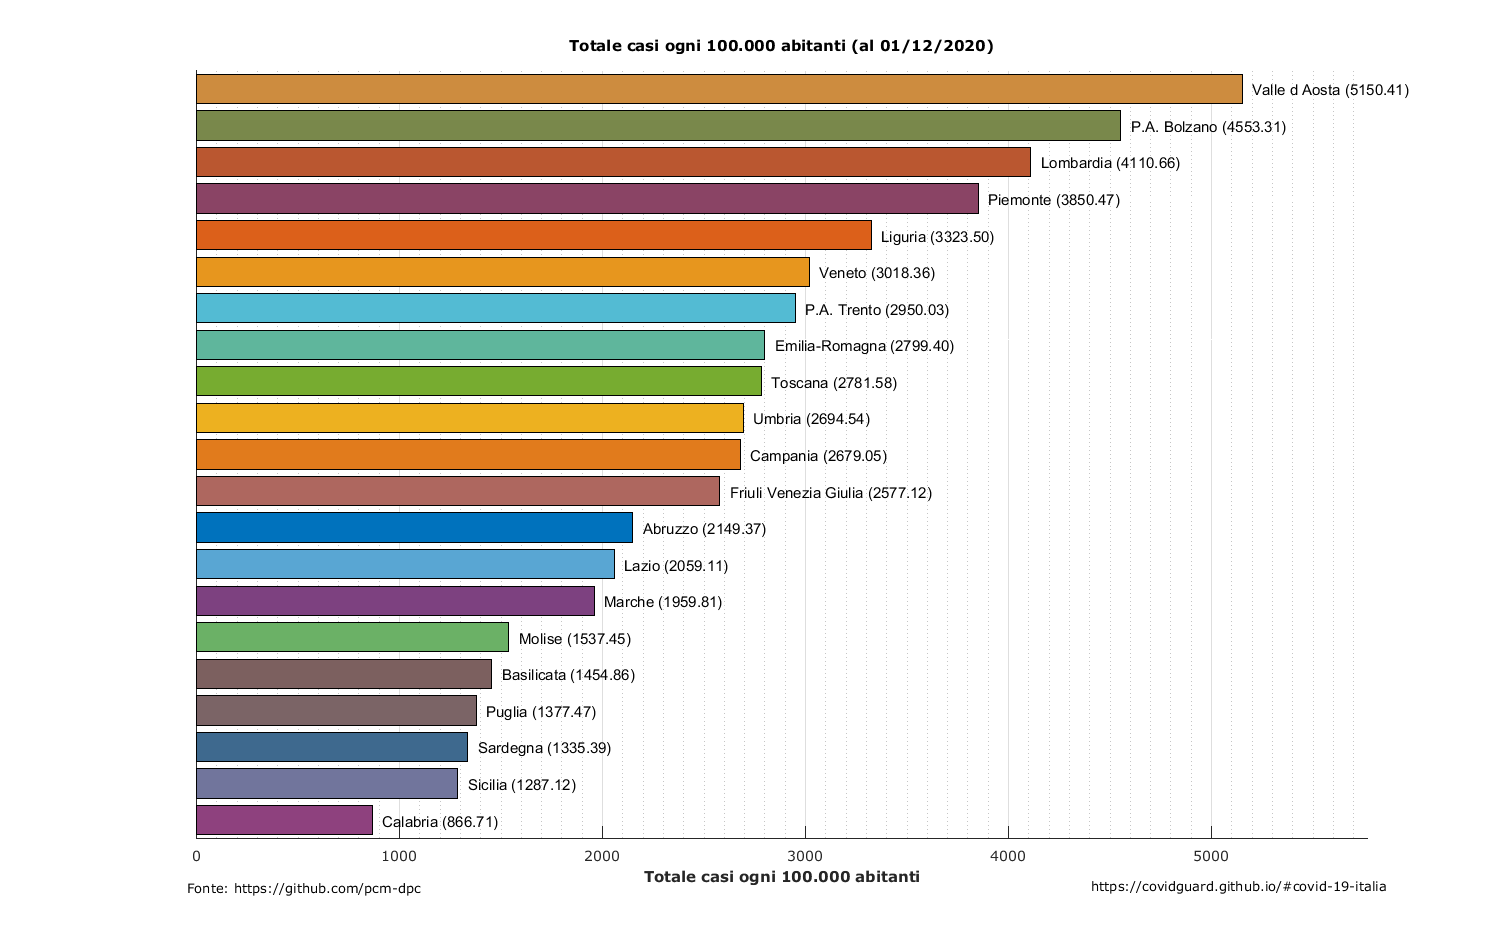 Totale casi ogni 100.000 abitanti (al 01/12/2020)
Valle d Aosta (5150.41)
P.A. Bolzano (4553.31)
Lombardia (4110.66)
Piemonte (3850.47)
Liguria (3323.50)
Veneto (3018.36)
P.A. Trento (2950.03)
Emilia-Romagna (2799.40)
Toscana (2781.58)
Umbria (2694.54)
Campania (2679.05)
Friuli Venezia Giulia (2577.12)
Abruzzo (2149.37)
Lazio (2059.11)
Marche (1959.81)
Molise (1537.45)
Basilicata (1454.86)
Puglia (1377.47)
Sardegna (1335.39)
Sicilia (1287.12)
Calabria (866.71)
0 1000 2000 3000 4000 5000
Totale casi ogni 100.000 abitanti
Fonte: https://github.com/pcm-dpc
https://covidguard.github.io/#covid-19-italia